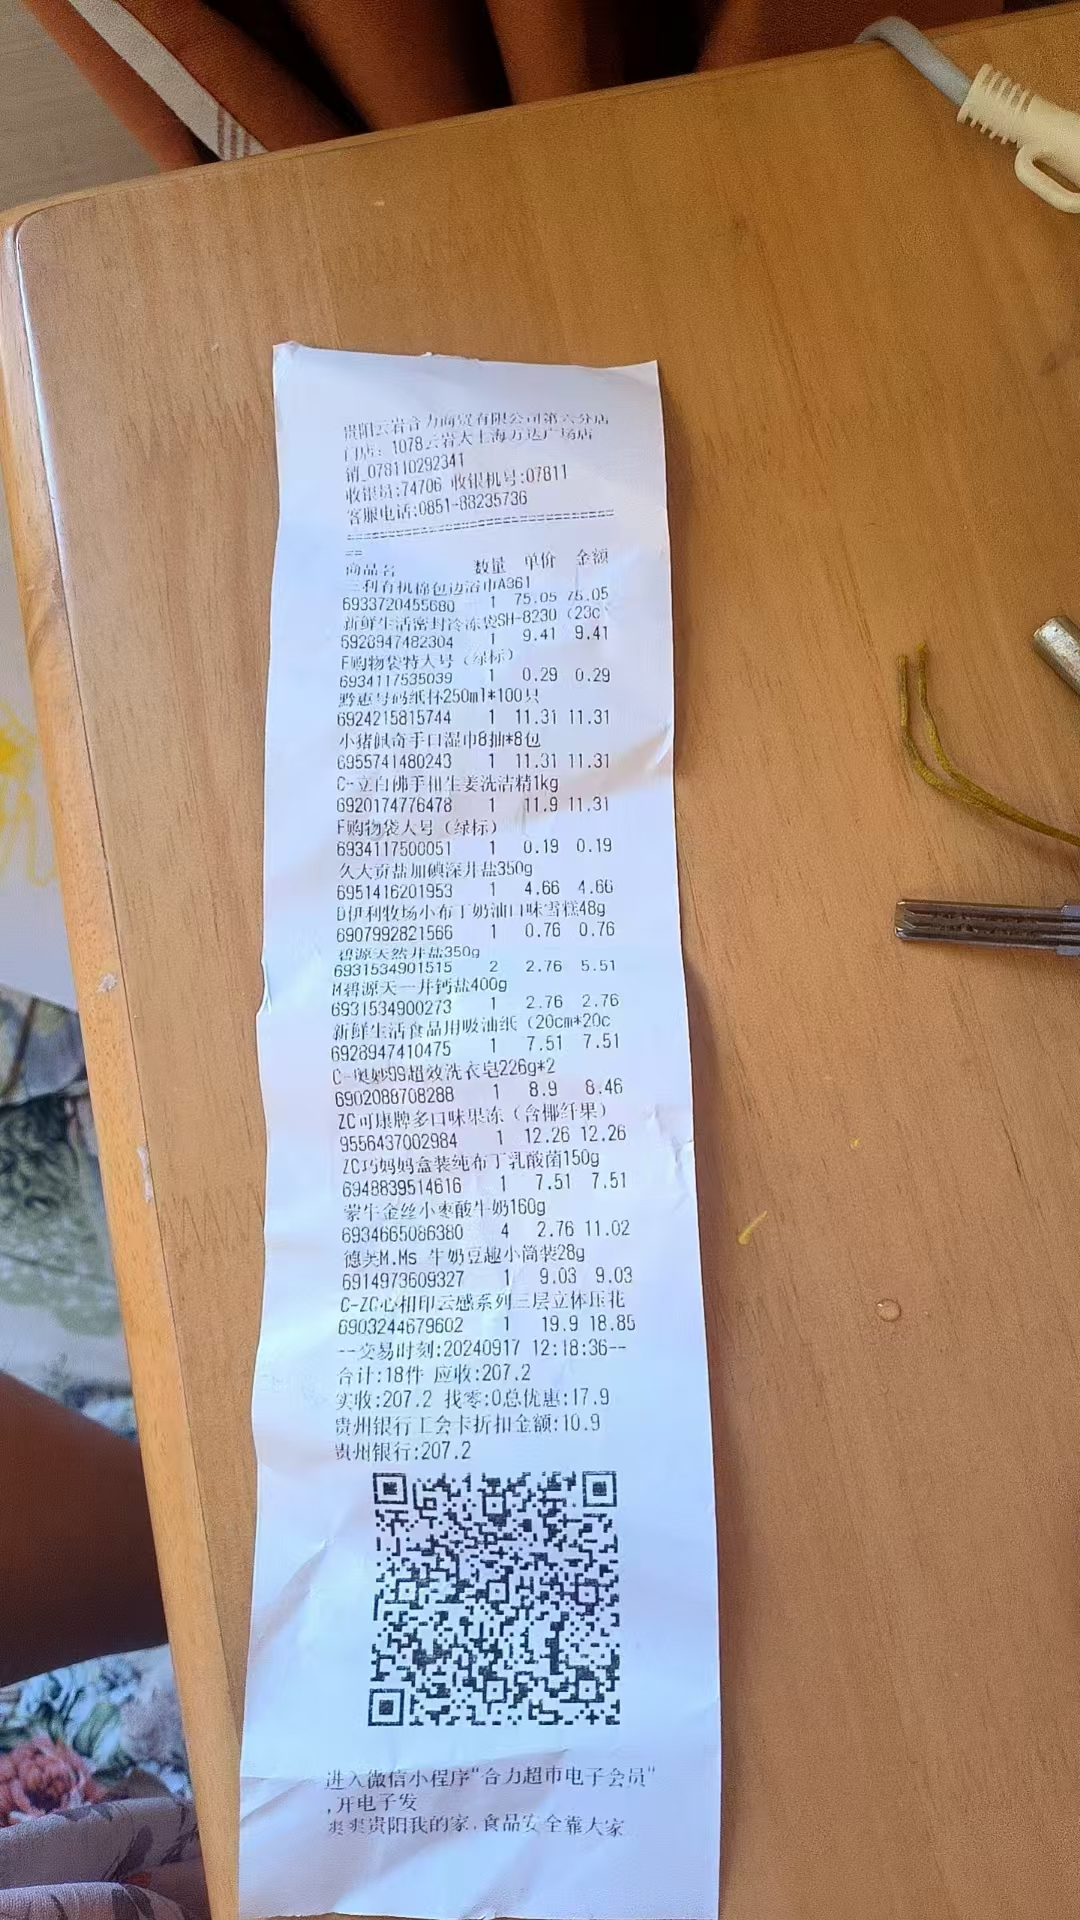 贵阳云岩合力商贸有限公司第六分店
门店: 1078云岩大上海万达广场店
销_078110292341
收银员:74706 收银机号:07811
客服电话:0851-88235736
================================
==
商品名 数量 单价 金额
三利有机棉包边浴巾A361
6933720455680 1 75.05 75.05
新鲜生活密封冷冻袋SH-8230（23c
6928947482304 1 9.41 9.41
F购物袋特大号（绿标）
6934117535039 1 0.29 0.29
黔惠号码纸杯250ml*100只
6924215815744 1 11.31 11.31
小猪佩奇手口湿巾8抽*8包
6955741480243 1 11.31 11.31
C-立白佛手柑生姜洗洁精1kg
6920174776478 1 11.9 11.31
F购物袋大号（绿标）
6934117500051 1 0.19 0.19
久大贡盐加碘深井盐350g
6951416201953 1 4.66 4.66
D伊利牧场小布丁奶油口味雪糕48g
6907992821566 1 0.76 0.76
碧源天然井盐350g
6931534901515 2 2.76 5.51
M碧源天一井钙盐400g
6931534900273 1 2.76 2.76
新鲜生活食品用吸油纸（20cm*20c
6928947410475 1 7.51 7.51
C-奥妙99超效洗衣皂226g*2
6902088708288 1 8.9 8.46
ZC可康牌多口味果冻（含椰纤果）
9556437002984 1 12.26 12.26
ZC巧妈妈盒装纯布丁乳酸菌150g
6948839514616 1 7.51 7.51
蒙牛金丝小枣酸牛奶160g
6934665086380 4 2.76 11.02
德芙M.Ms 牛奶豆趣小筒装28g
6914973609327 1 9.03 9.03
C-ZC心相印云感系列三层立体压花
6903244679602 1 19.9 18.85
--交易时刻:20240917 12:18:36--
合计:18件 应收:207.2
实收:207.2 找零:0总优惠:17.9
贵州银行工会卡折扣金额:10.9
贵州银行:207.2
进入微信小程序"合力超市电子会员"
,开电子发
爽爽贵阳我的家,食品安全靠大家